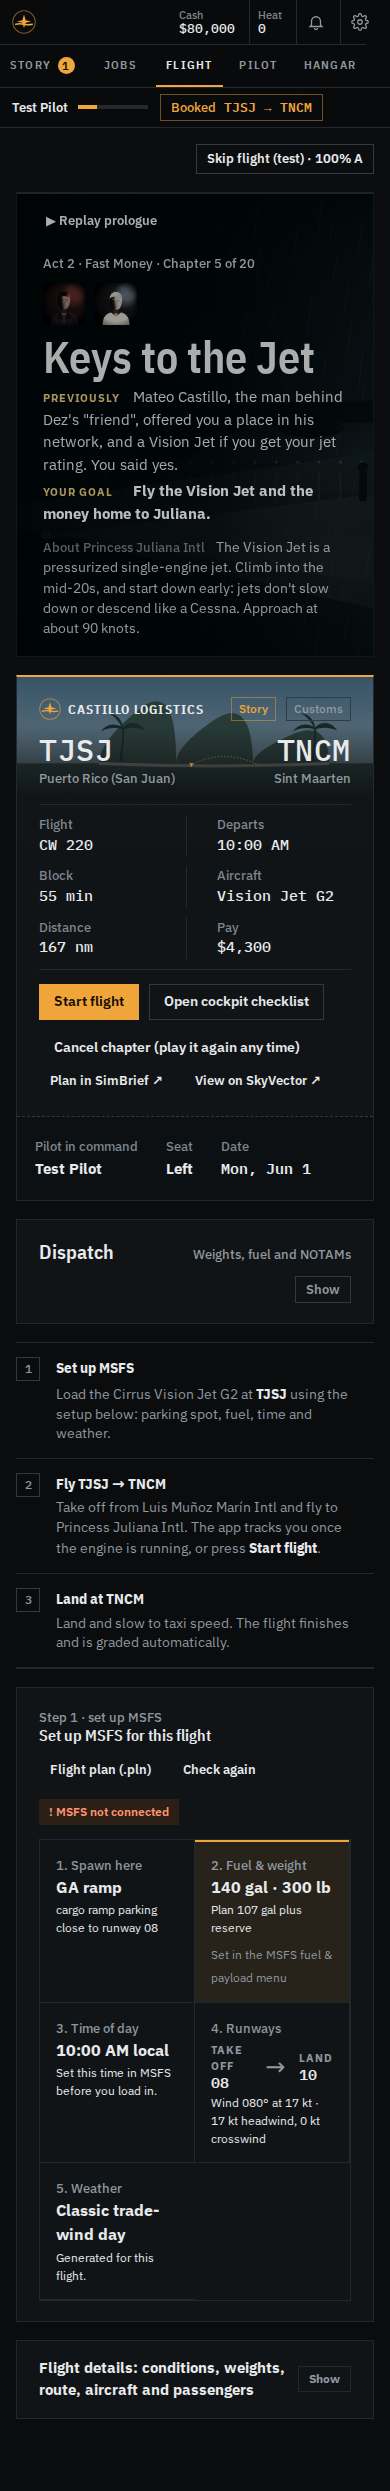 Cash
$80,000
Heat
0
STORY 1 JOBS FLIGHT PILOT HANGAR
Test Pilot Booked TJSJ → TNCM
Skip flight (test) · 100% A
▶ Replay prologue
Act 2 · Fast Money · Chapter 5 of 20
Keys to the Jet
PREVIOUSLY Mateo Castillo, the man behind
Dez's "friend", offered you a place in his
network, and a Vision Jet if you get your jet
rating. You said yes.
YOUR GOAL Fly the Vision Jet and the
money home to Juliana.
About Princess Juliana Intl The Vision Jet is a
pressurized single-engine jet. Climb into the
mid-20s, and start down early: jets don't slow
down or descend like a Cessna. Approach at
about 90 knots.
CASTILLO LOGISTICS Story Customs
TJSJ TNCM
Puerto Rico (San Juan) Sint Maarten
Flight Departs
CW 220 10:00 AM
Block Aircraft
55 min Vision Jet G2
Distance Pay
167 nm $4,300
Start flight Open cockpit checklist
Cancel chapter (play it again any time)
Plan in SimBrief ↗ View on SkyVector ↗
Pilot in command Seat Date
Test Pilot Left Mon, Jun 1
Dispatch Weights, fuel and NOTAMs
Show
1 Set up MSFS
Load the Cirrus Vision Jet G2 at TJSJ using the
setup below: parking spot, fuel, time and
weather.
2 Fly TJSJ → TNCM
Take off from Luis Muñoz Marín Intl and fly to
Princess Juliana Intl. The app tracks you once
the engine is running, or press Start flight.
3 Land at TNCM
Land and slow to taxi speed. The flight finishes
and is graded automatically.
Step 1 · set up MSFS
Set up MSFS for this flight
Flight plan (.pln) Check again
! MSFS not connected
1. Spawn here
GA ramp
cargo ramp parking
close to runway 08
2. Fuel & weight
140 gal · 300 lb
Plan 107 gal plus
reserve
Set in the MSFS fuel &
payload menu
3. Time of day
10:00 AM local
Set this time in MSFS
before you load in.
4. Runways
TAKE
OFF
08
→
LAND
10
Wind 080° at 17 kt ·
17 kt headwind, 0 kt
crosswind
5. Weather
Classic trade-
wind day
Generated for this
flight.
Flight details: conditions, weights,
route, aircraft and passengers
Show